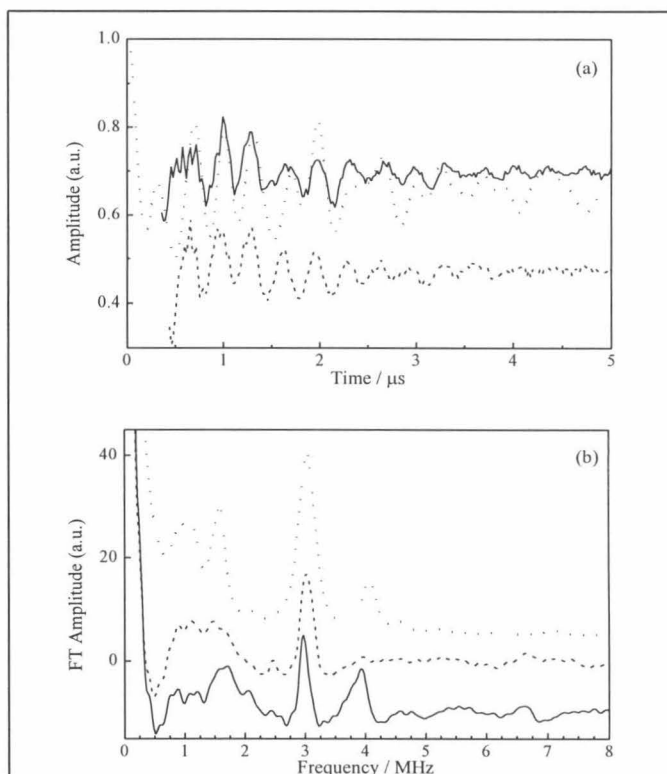 (a)
Amplitude (a.u.)
1.0
0.8
0.6
0.4
0 1 2 3 4 5
Time / μs
(b)
FT Amplitude (a.u.)
40
20
0
0 1 2 3 4 5 6 7 8
Frequency / MHz